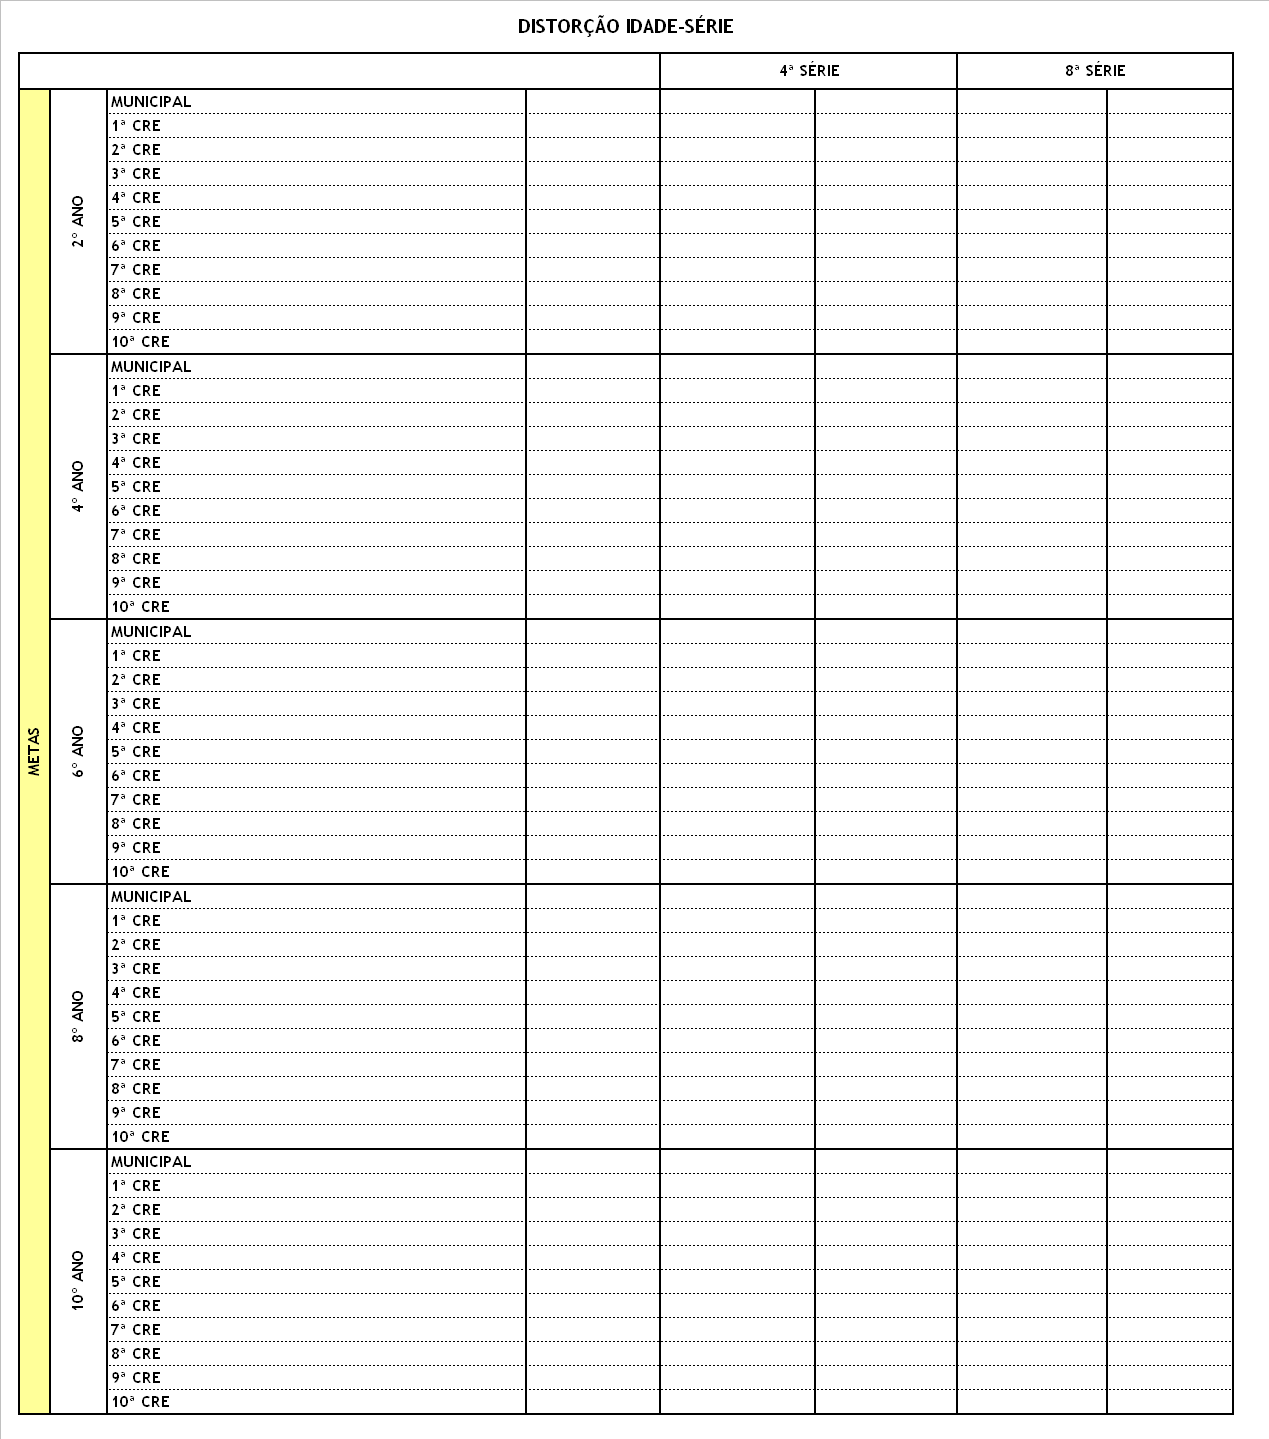 DISTORÇÃO IDADE-SÉRIE
4ª SÉRIE
8ª SÉRIE
METAS
2º ANO
MUNICIPAL
1ª CRE
2ª CRE
3ª CRE
4ª CRE
5ª CRE
6ª CRE
7ª CRE
8ª CRE
9ª CRE
10ª CRE
4º ANO
MUNICIPAL
1ª CRE
2ª CRE
3ª CRE
4ª CRE
5ª CRE
6ª CRE
7ª CRE
8ª CRE
9ª CRE
10ª CRE
6º ANO
MUNICIPAL
1ª CRE
2ª CRE
3ª CRE
4ª CRE
5ª CRE
6ª CRE
7ª CRE
8ª CRE
9ª CRE
10ª CRE
8º ANO
MUNICIPAL
1ª CRE
2ª CRE
3ª CRE
4ª CRE
5ª CRE
6ª CRE
7ª CRE
8ª CRE
9ª CRE
10ª CRE
10º ANO
MUNICIPAL
1ª CRE
2ª CRE
3ª CRE
4ª CRE
5ª CRE
6ª CRE
7ª CRE
8ª CRE
9ª CRE
10ª CRE